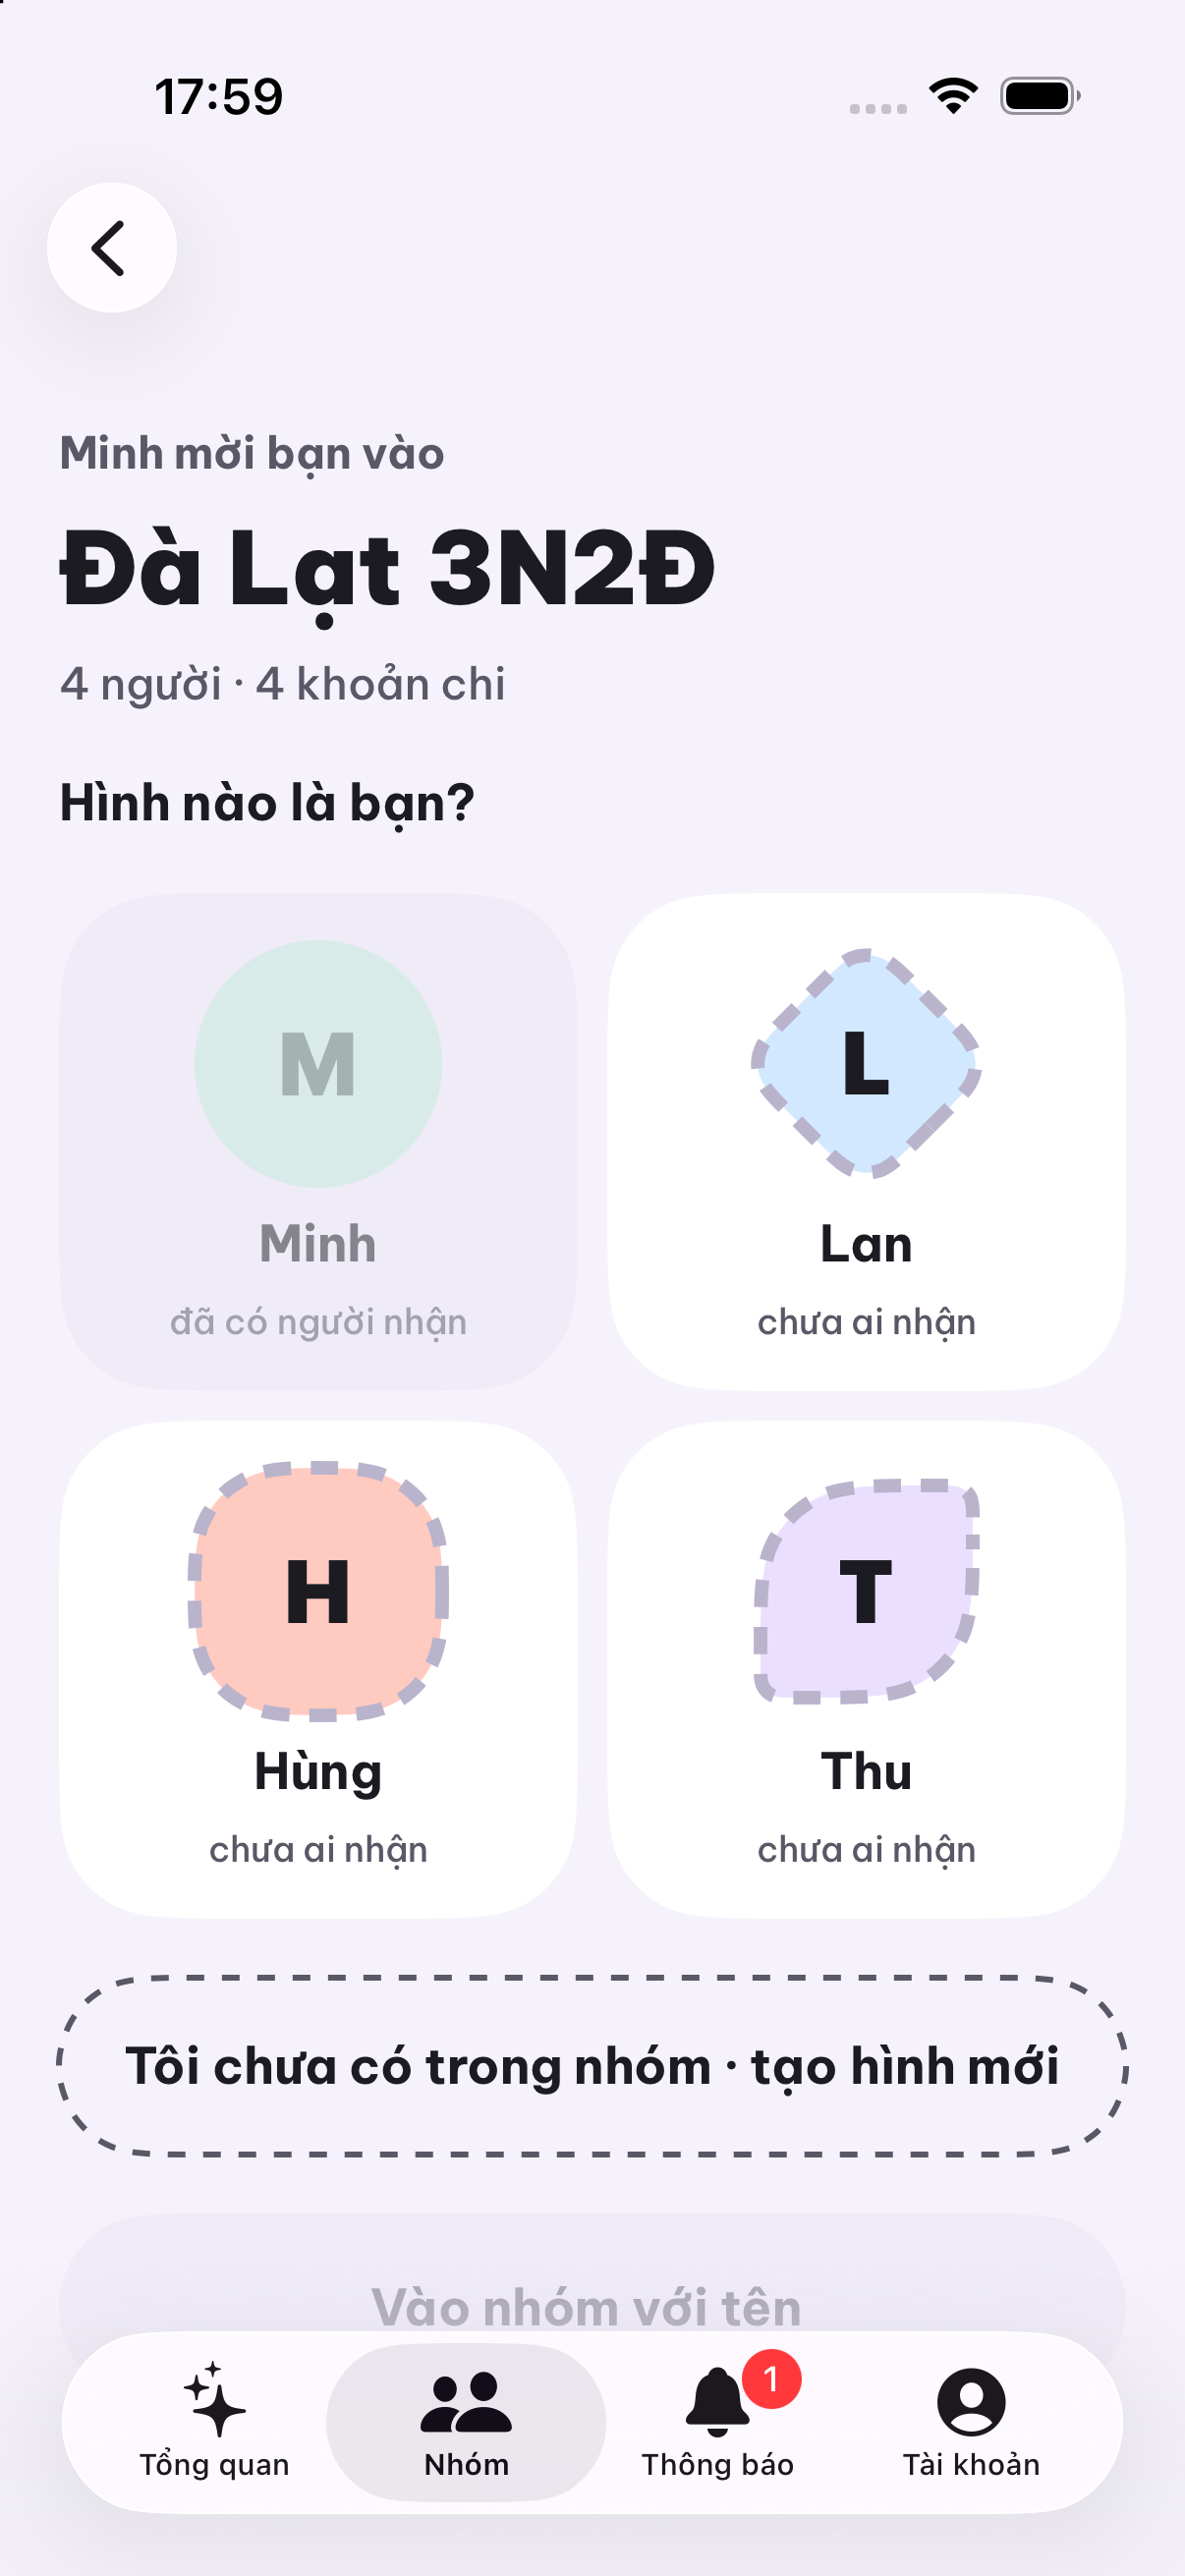 17:59
Minh mời bạn vào
Đà Lạt 3N2Đ
4 người · 4 khoản chi
Hình nào là bạn?
M
Minh
đã có người nhận
L
Lan
chưa ai nhận
H
Hùng
chưa ai nhận
T
Thu
chưa ai nhận
Tôi chưa có trong nhóm · tạo hình mới
Vào nhóm với tên
1
Tổng quan
Nhóm
Thông báo
Tài khoản